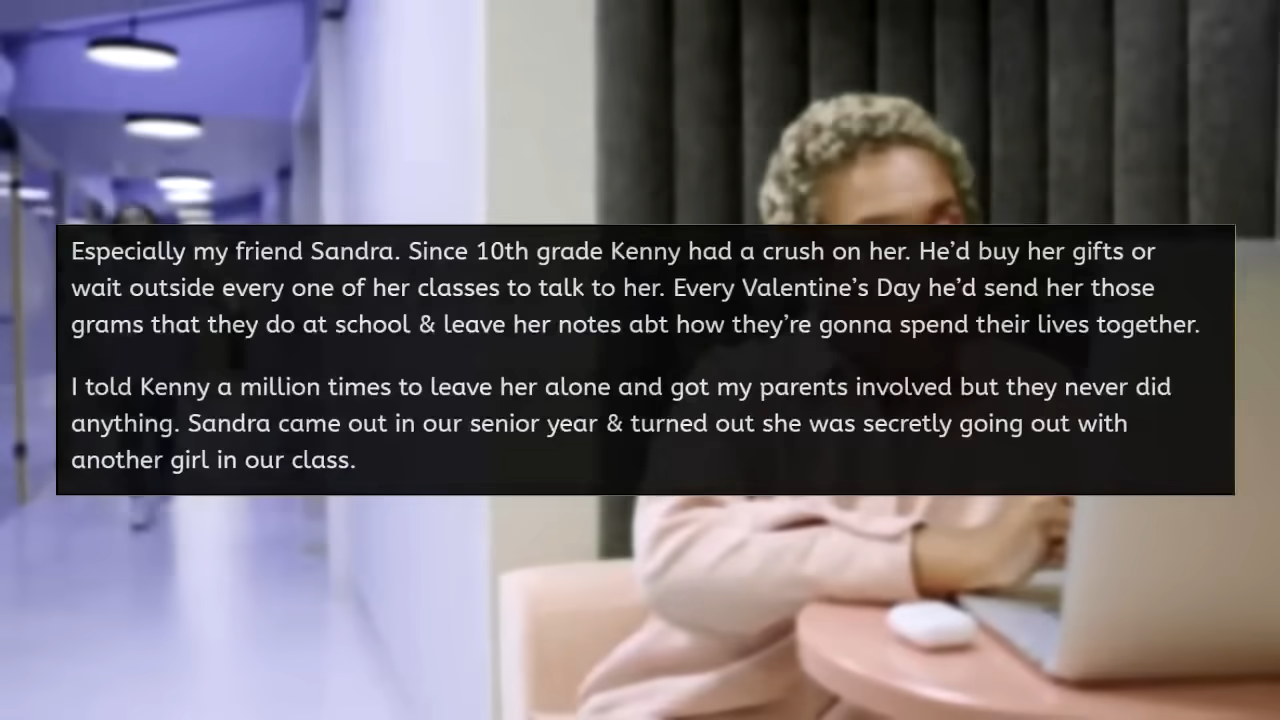 Especially my friend Sandra. Since 10th grade Kenny had a crush on her. He’d buy her gifts or
wait outside every one of her classes to talk to her. Every Valentine’s Day he’d send her those
grams that they do at school & leave her notes abt how they’re gonna spend their lives together.
I told Kenny a million times to leave her alone and got my parents involved but they never did
anything. Sandra came out in our senior year & turned out she was secretly going out with
another girl in our class.